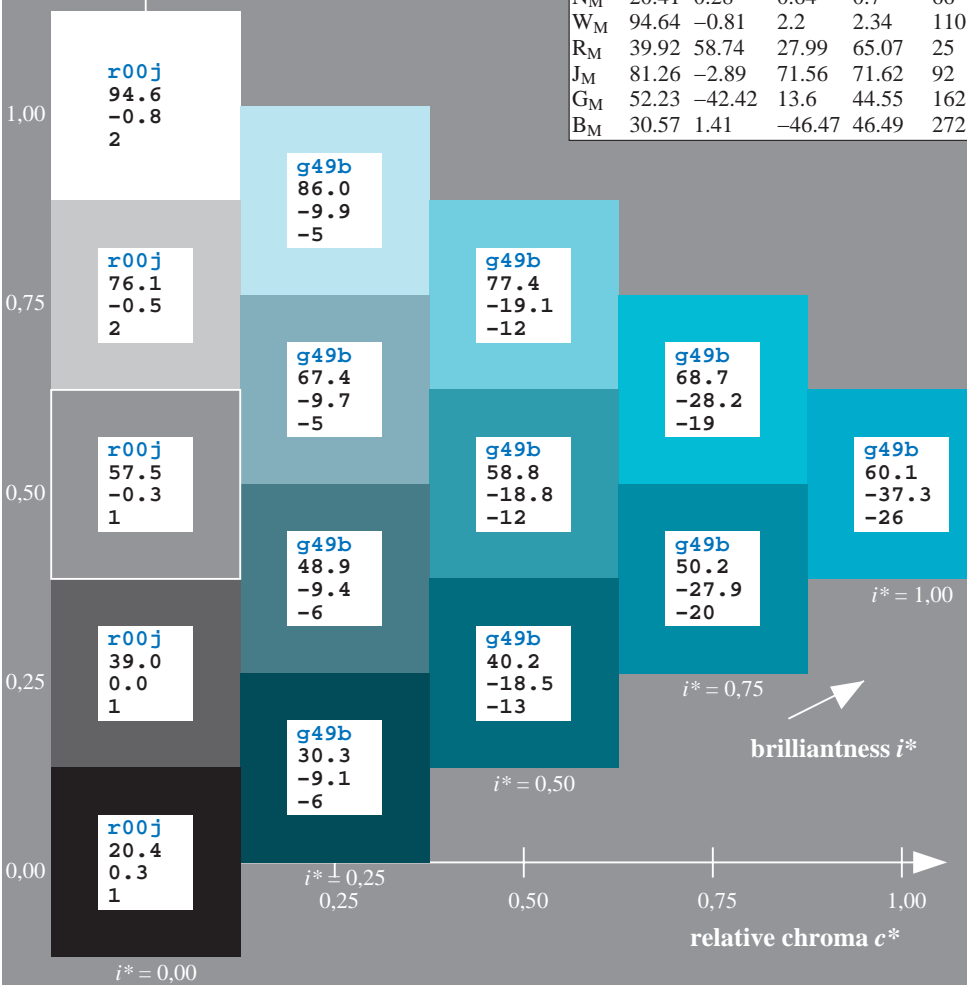 W_M 94.64 −0.81 2.2 2.34 110
R_M 39.92 58.74 27.99 65.07 25
J_M 81.26 −2.89 71.56 71.62 92
G_M 52.23 −42.42 13.6 44.55 162
B_M 30.57 1.41 −46.47 46.49 272
1,00
0,75
0,50
0,25
0,00
r00j
94.6
-0.8
2
r00j
76.1
-0.5
2
r00j
57.5
-0.3
1
r00j
39.0
0.0
1
r00j
20.4
0.3
1
i* = 0,00
g49b
86.0
-9.9
-5
g49b
67.4
-9.7
-5
g49b
48.9
-9.4
-6
g49b
30.3
-9.1
-6
i* = 0,25
g49b
77.4
-19.1
-12
g49b
58.8
-18.8
-12
g49b
40.2
-18.5
-13
i* = 0,50
g49b
68.7
-28.2
-19
g49b
50.2
-27.9
-20
i* = 0,75
g49b
60.1
-37.3
-26
i* = 1,00
brilliantness i*
0,25 0,50 0,75 1,00
relative chroma c*